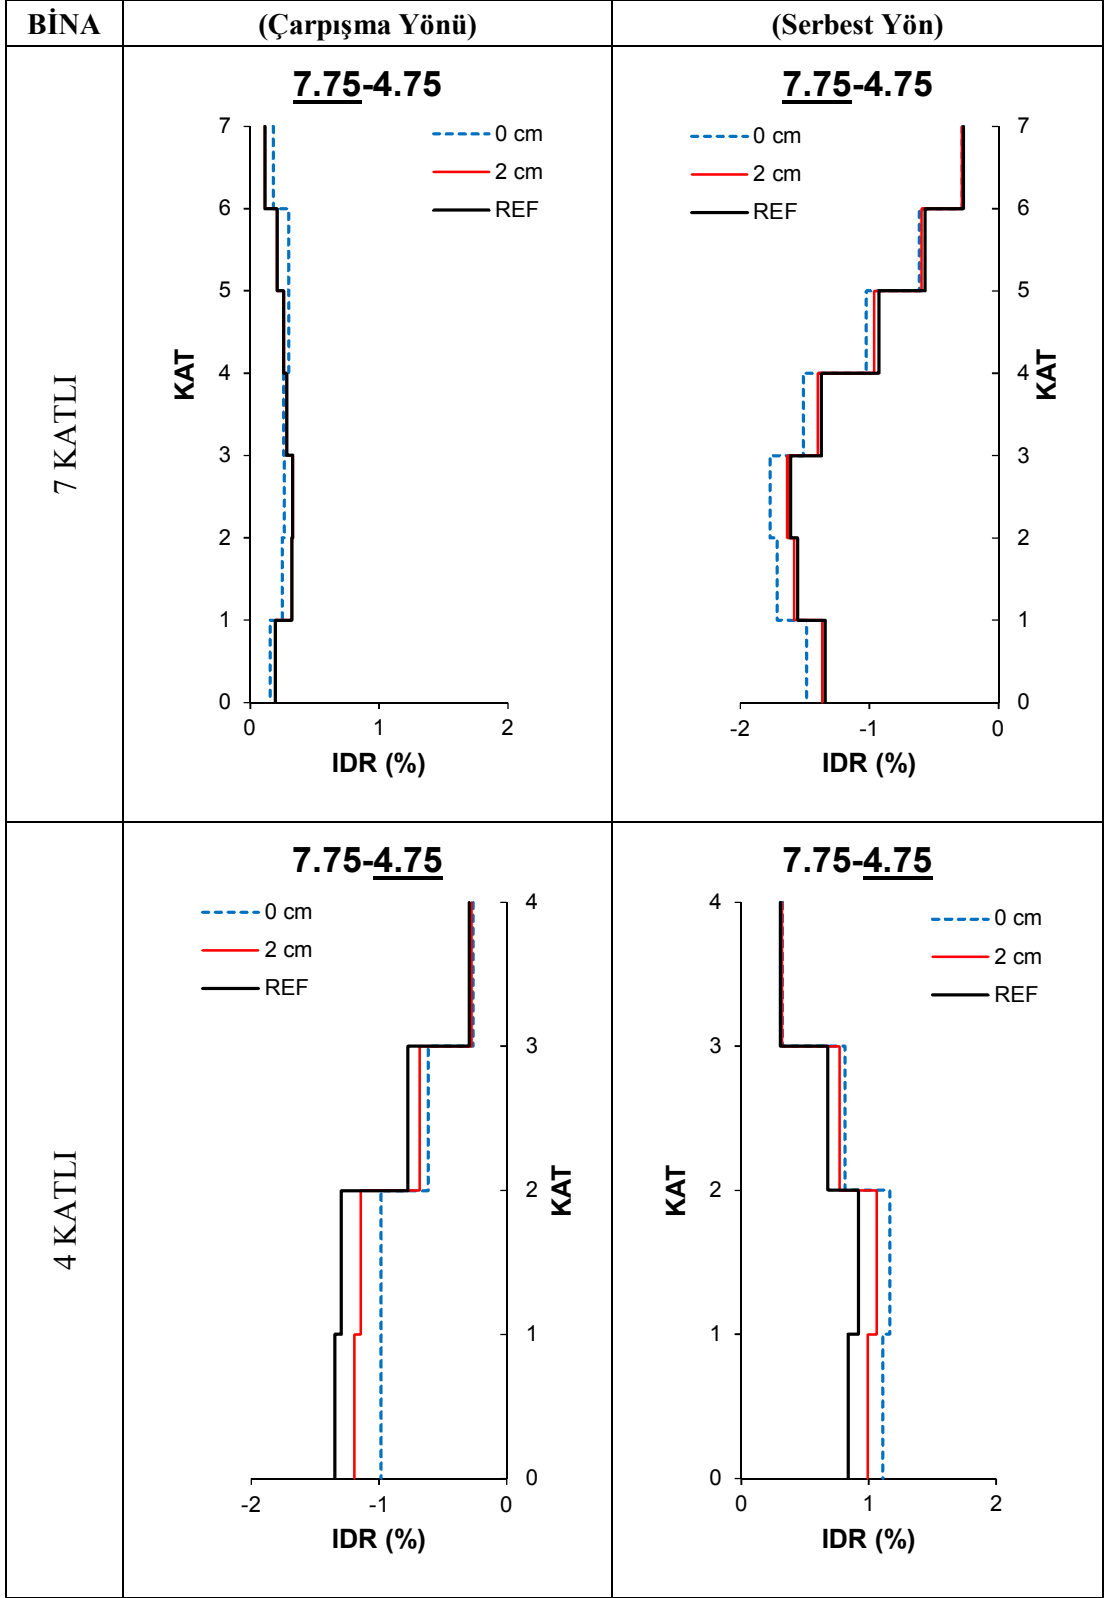 BİNA
(Çarpışma Yönü)
(Serbest Yön)
7 KATLI
7.75-4.75
0 cm
2 cm
REF
7
6
5
4
3
2
1
0
KAT
0 1 2
IDR (%)
7.75-4.75
0 cm
2 cm
REF
7
6
5
4
3
2
1
0
KAT
-2 -1 0
IDR (%)
4 KATLI
7.75-4.75
0 cm
2 cm
REF
4
3
2
1
0
KAT
-2 -1 0
IDR (%)
7.75-4.75
0 cm
2 cm
REF
4
3
2
1
0
KAT
0 1 2
IDR (%)